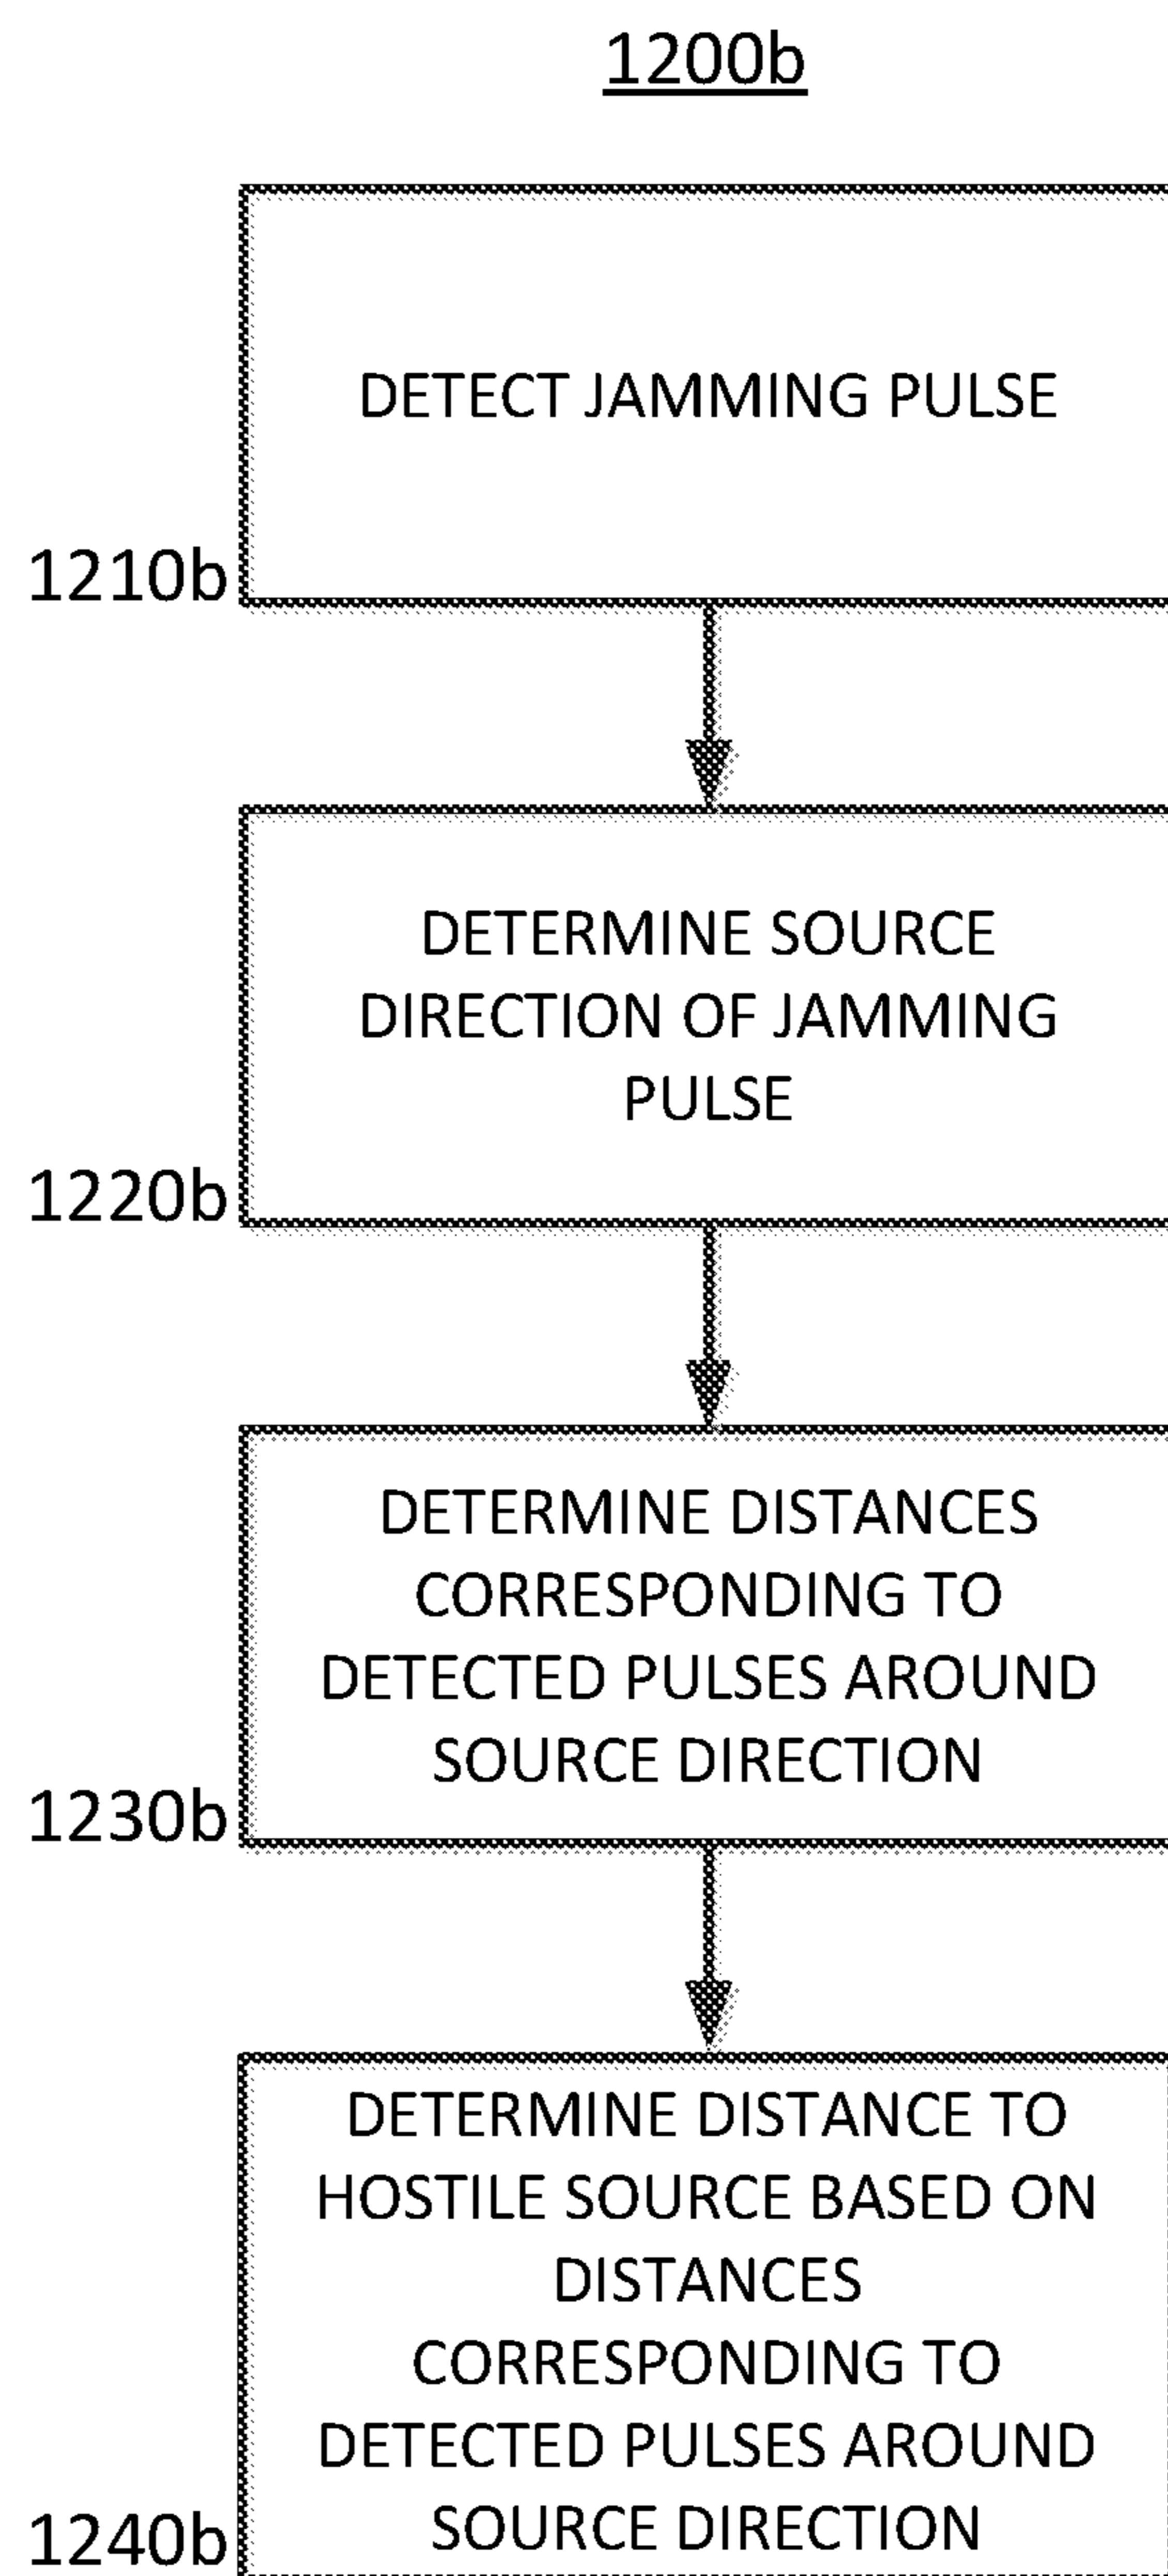 1200b
DETECT JAMMING PULSE
1210b
DETERMINE SOURCE
DIRECTION OF JAMMING
PULSE
1220b
DETERMINE DISTANCES
CORRESPONDING TO
DETECTED PULSES AROUND
SOURCE DIRECTION
1230b
DETERMINE DISTANCE TO
HOSTILE SOURCE BASED ON
DISTANCES
CORRESPONDING TO
DETECTED PULSES AROUND
SOURCE DIRECTION
1240b